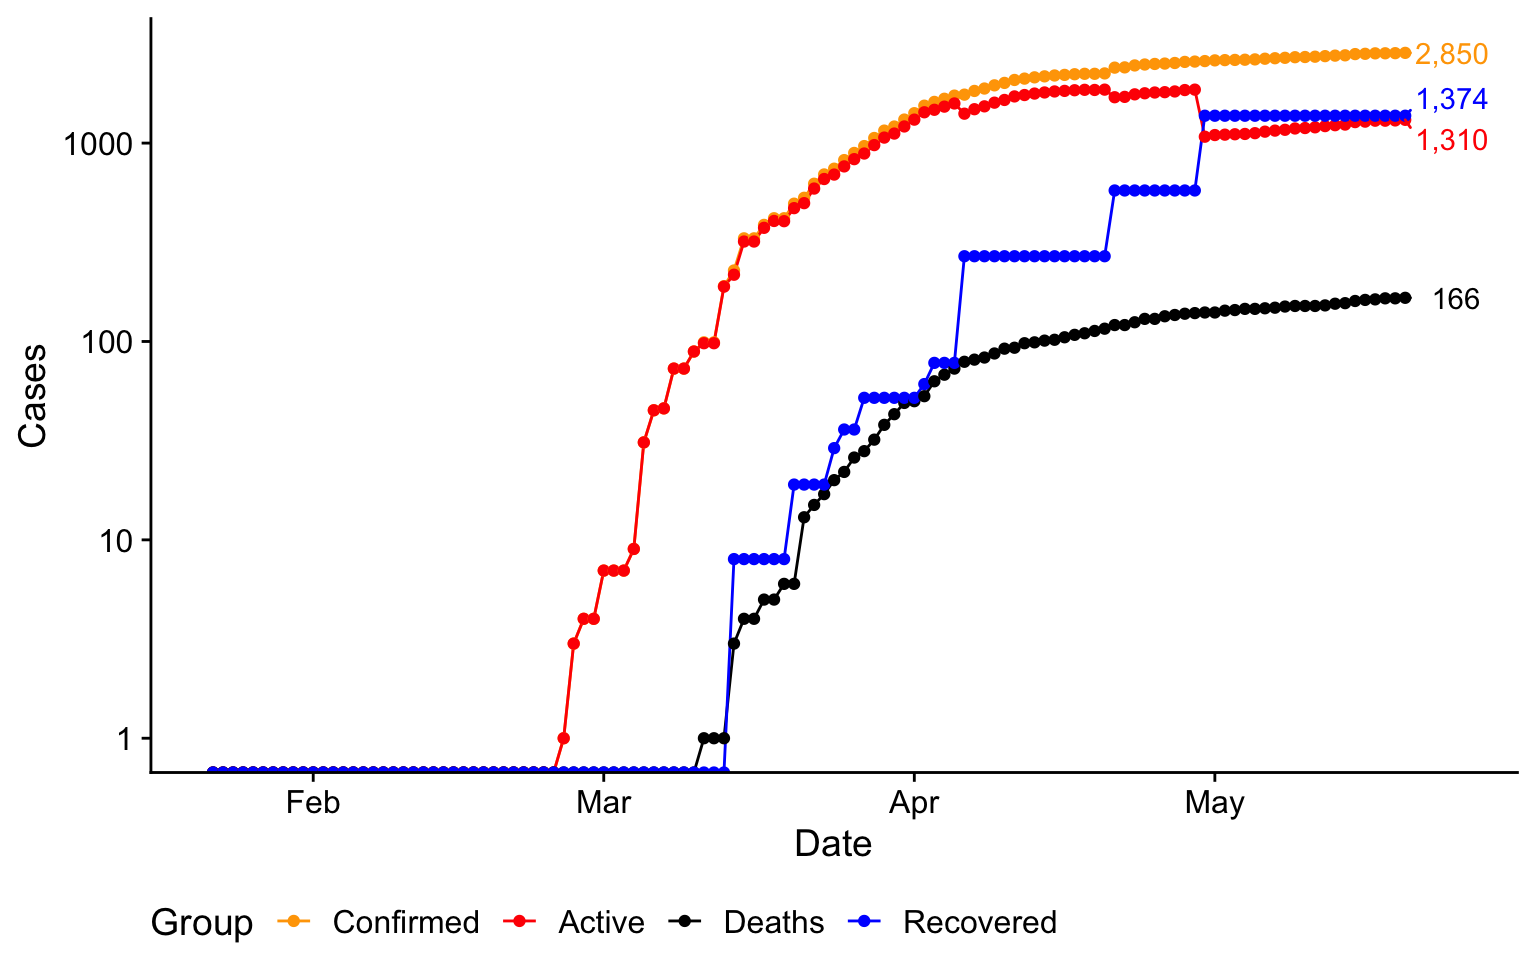 2,850
1,374
1,310
166
1000
100
10
1
Cases
Feb Mar Apr May
Date
Group Confirmed Active Deaths Recovered